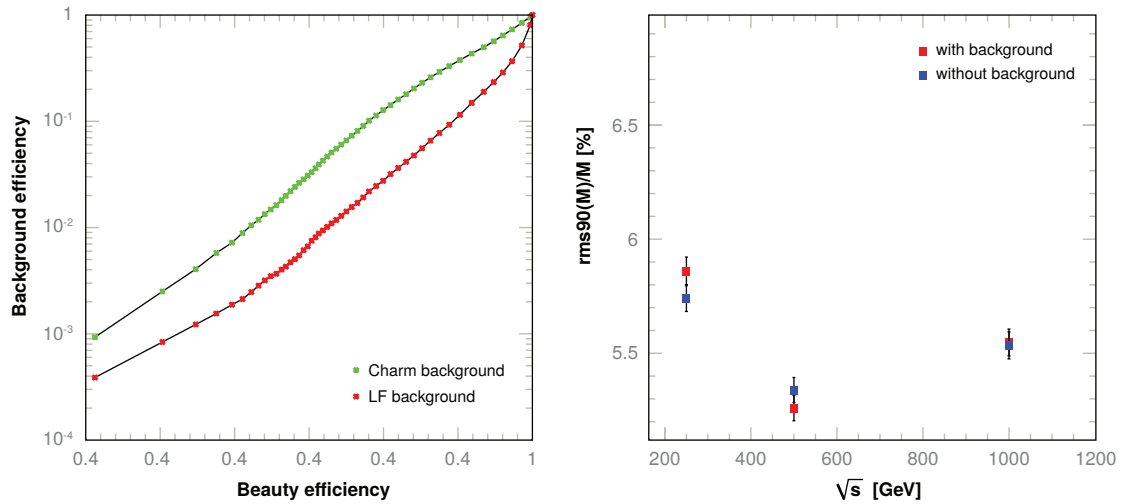 1
10⁻¹
10⁻²
10⁻³
10⁻⁴
Background efficiency
Charm background
LF background
0.4 0.4 0.4 0.4 0.4 0.4 1
Beauty efficiency
6.5
6
5.5
rms90(M)/M [%]
with background
without background
200 400 600 800 1000 1200
√s [GeV]